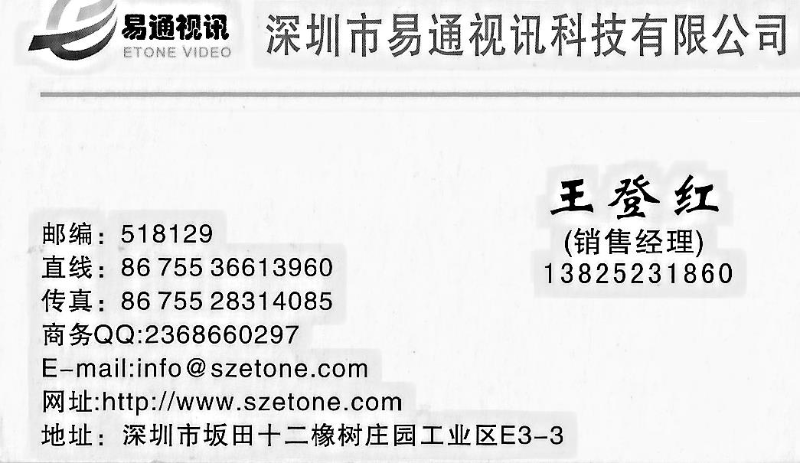 易通视讯
ETONE VIDEO
深圳市易通视讯科技有限公司
王登红
(销售经理)
13825231860
邮编：518129
直线：86 755 36613960
传真：86 755 28314085
商务QQ:2368660297
E-mail:info@szetone.com
网址:http://www.szetone.com
地址：深圳市坂田十二橡树庄园工业区E3-3